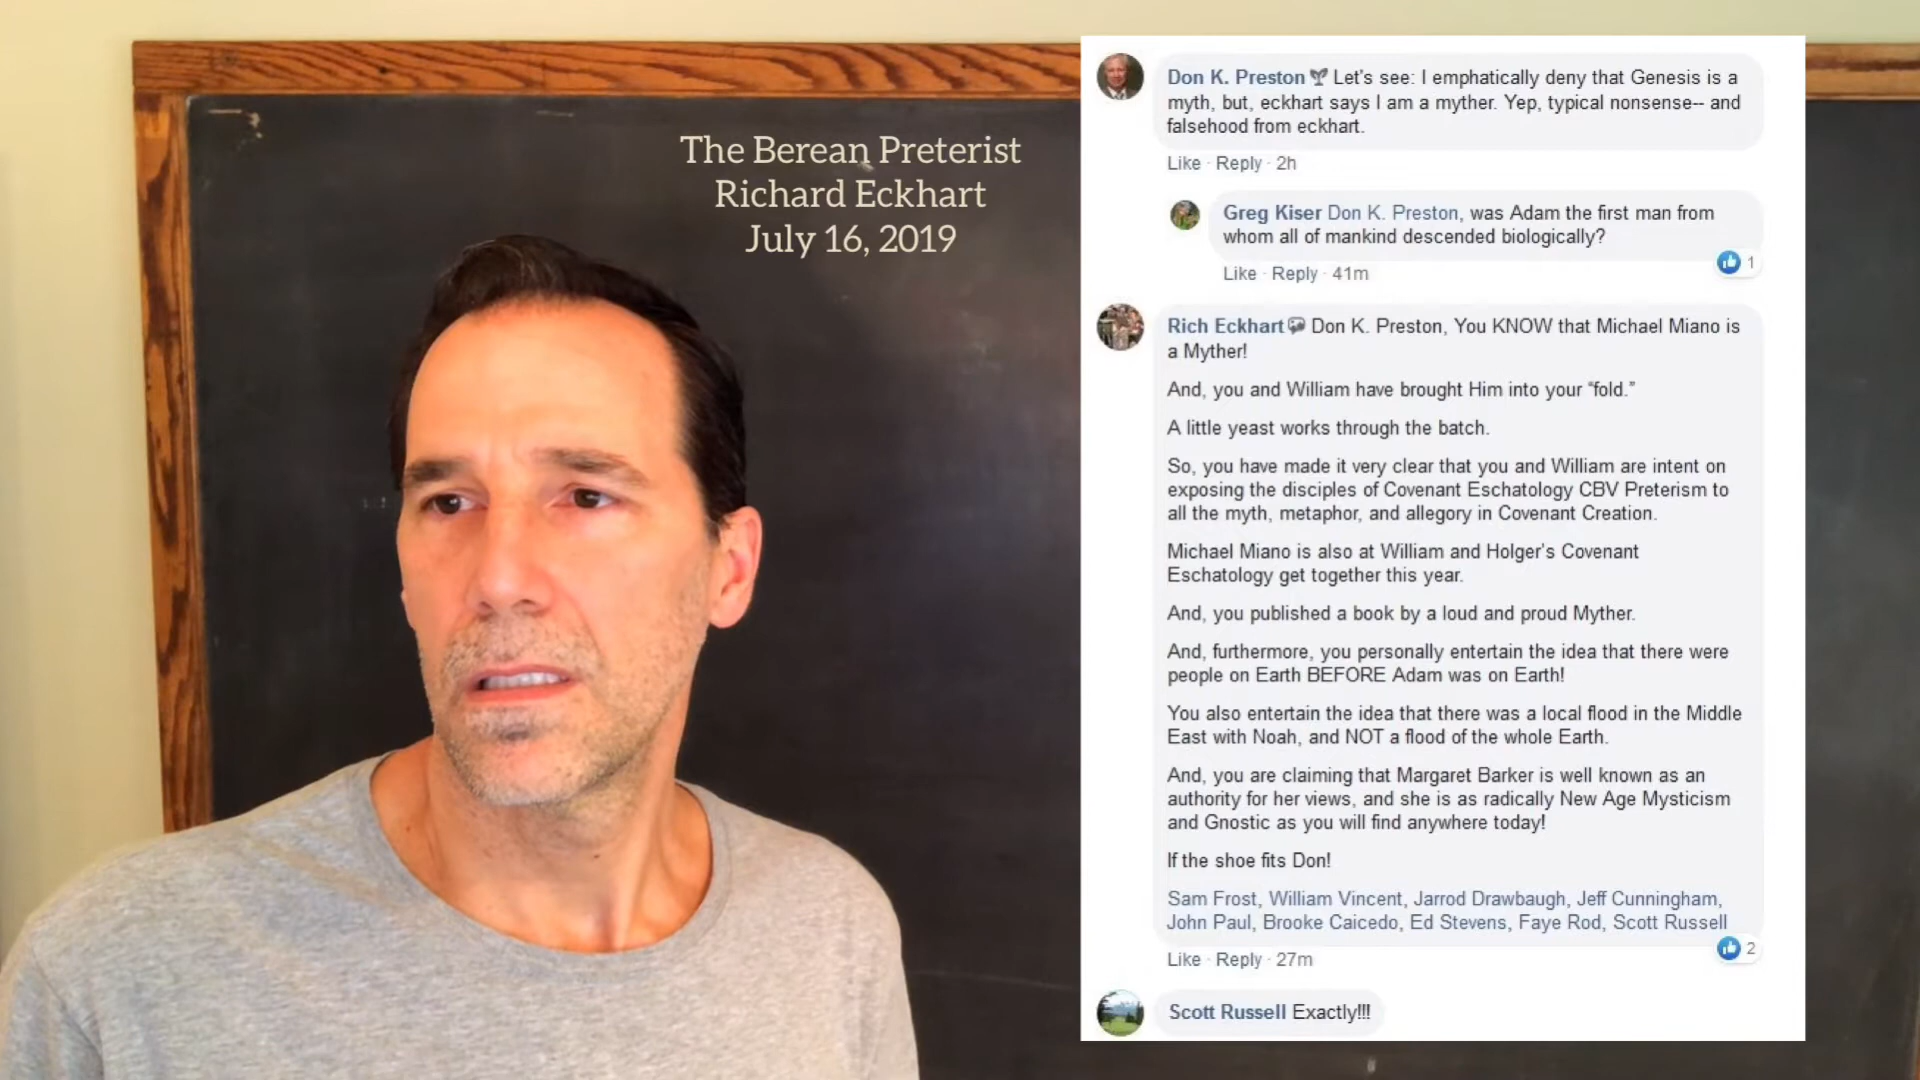 The Berean Preterist
Richard Eckhart
July 16, 2019
Don K. Preston Let's see: I emphatically deny that Genesis is a
myth, but, eckhart says I am a myther. Yep, typical nonsense-- and
falsehood from eckhart.
Like · Reply · 2h
Greg Kiser Don K. Preston, was Adam the first man from
whom all of mankind descended biologically?
1
Like · Reply · 41m
Rich Eckhart Don K. Preston, You KNOW that Michael Miano is
a Myther!
And, you and William have brought Him into your “fold.”
A little yeast works through the batch.
So, you have made it very clear that you and William are intent on
exposing the disciples of Covenant Eschatology CBV Preterism to
all the myth, metaphor, and allegory in Covenant Creation.
Michael Miano is also at William and Holger's Covenant
Eschatology get together this year.
And, you published a book by a loud and proud Myther.
And, furthermore, you personally entertain the idea that there were
people on Earth BEFORE Adam was on Earth!
You also entertain the idea that there was a local flood in the Middle
East with Noah, and NOT a flood of the whole Earth.
And, you are claiming that Margaret Barker is well known as an
authority for her views, and she is as radically New Age Mysticism
and Gnostic as you will find anywhere today!
If the shoe fits Don!
Sam Frost, William Vincent, Jarrod Drawbaugh, Jeff Cunningham,
John Paul, Brooke Caicedo, Ed Stevens, Faye Rod, Scott Russell
2
Like · Reply · 27m
Scott Russell Exactly!!!